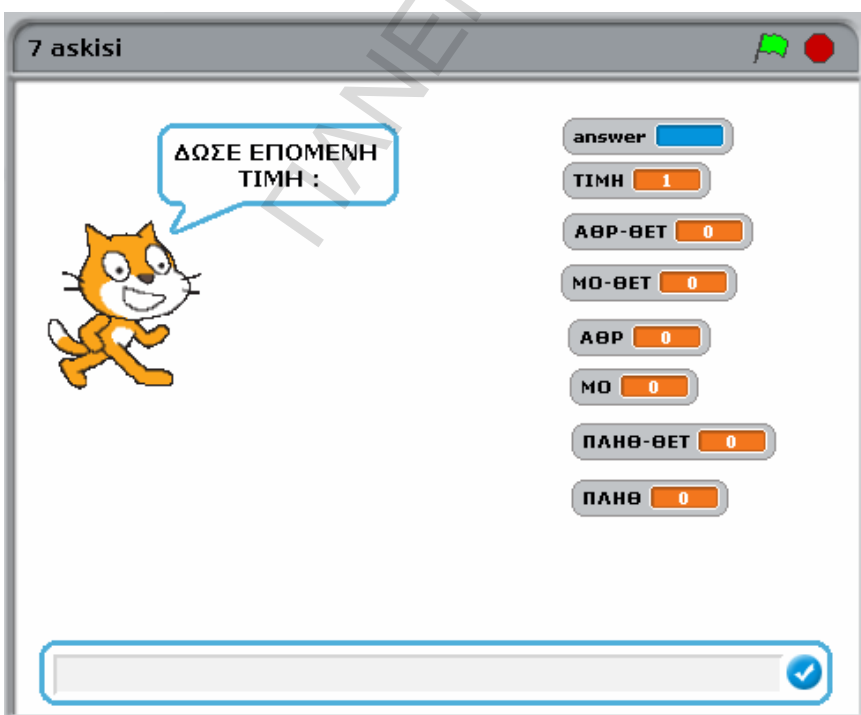 7 askisi
ΔΩΣΕ ΕΠΟΜΕΝΗ
ΤΙΜΗ :
answer
ΤΙΜΗ 1
ΑΘΡ-ΘΕΤ 0
ΜΟ-ΘΕΤ 0
ΑΘΡ 0
ΜΟ 0
ΠΛΗΘ-ΘΕΤ 0
ΠΛΗΘ 0